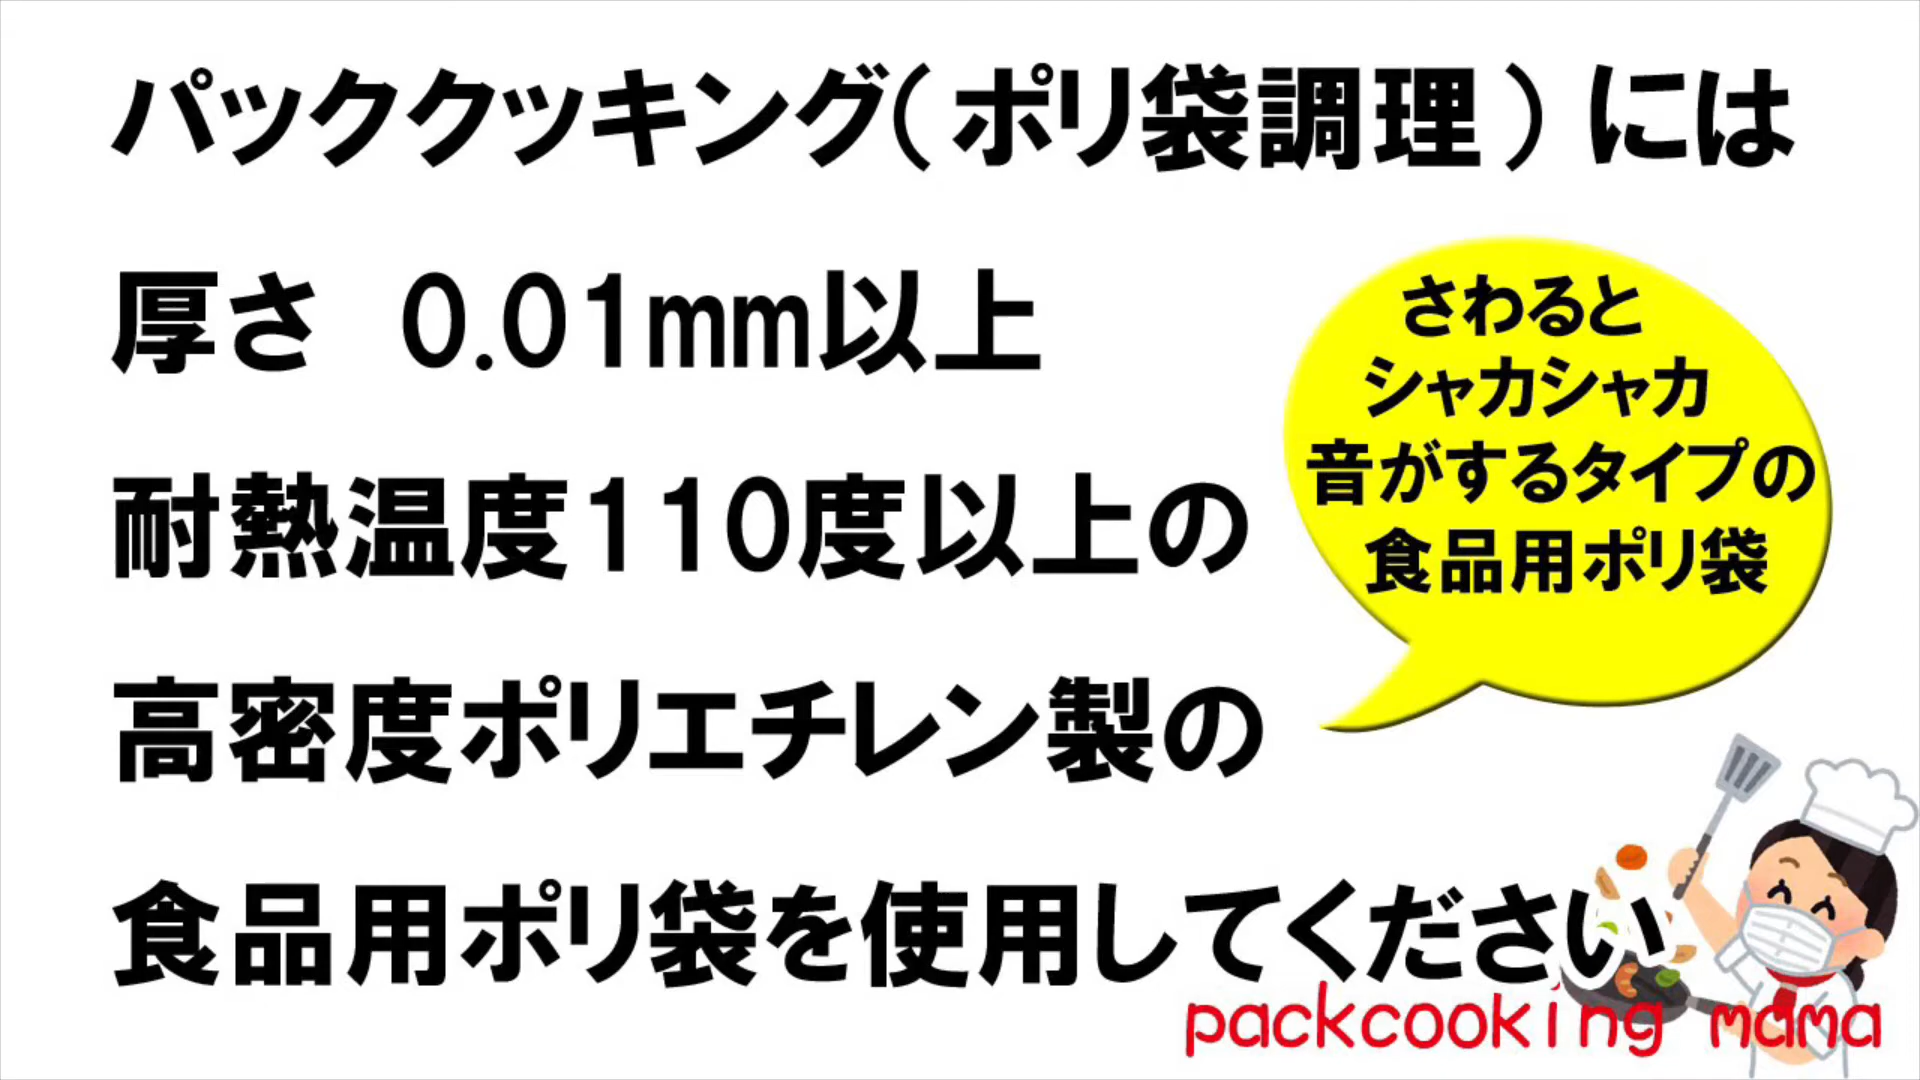 パッククッキング（ポリ袋調理）には
厚さ　0.01mm以上
耐熱温度110度以上の
高密度ポリエチレン製の
食品用ポリ袋を使用してください
さわると
シャカシャカ
音がするタイプの
食品用ポリ袋
packcooking mama